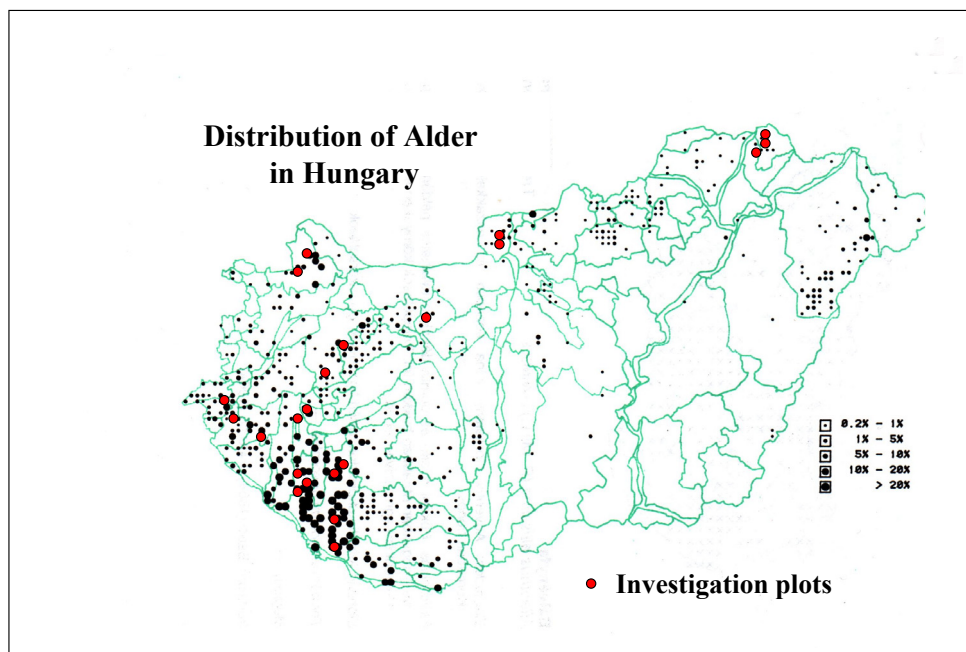 Distribution of Alder
in Hungary
0.2% - 1%
1% - 5%
5% - 10%
10% - 20%
> 20%
Investigation plots